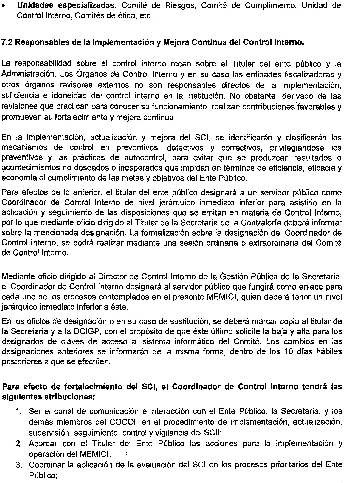 • Unidades especializadas. Comité de Riesgos, Comité de Cumplimiento, Unidad de
Control Interno, Comités de ética, etc.
7.2 Responsables de la Implementación y Mejora Continua del Control Interno.
La responsabilidad sobre el control interno recae sobre el Titular del ente público y la
Administración. Los Órganos de Control Interno y en su caso las entidades fiscalizadoras y
otros órganos revisores externos no son responsables directos de la implementación,
suficiencia e idoneidad del control interno en la institución. No obstante, derivado de las
revisiones que practican para conocer su funcionamiento, realizan contribuciones favorables y
promueven su fortalecimiento y mejora continua.
En la implementación, actualización y mejora del SCI, se identificarán y clasificarán los
mecanismos de control en preventivos, detectivos y correctivos, privilegiándose los
preventivos y las prácticas de autocontrol, para evitar que se produzcan resultados o
acontecimientos no deseados o inesperados que impidan en términos de eficiencia, eficacia y
economía el cumplimiento de las metas y objetivos del Ente Público.
Para efectos de lo anterior, el titular del ente público designará a un servidor público como
Coordinador de Control Interno de nivel jerárquico inmediato inferior para asistirlo en la
aplicación y seguimiento de las disposiciones que se emitan en materia de Control Interno,
por lo que mediante oficio dirigido al Titular de la Secretaría de la Contraloría deberá informar
sobre la mencionada designación. La formalización sobre la designación del Coordinador de
Control Interno, se podrá realizar mediante una sesión ordinaria o extraordinaria del Comité
de Control Interno.
Mediante oficio dirigido al Director de Control Interno de la Gestión Pública de la Secretaría,
el Coordinador de Control Interno designará al servidor público que fungirá como enlace para
cada uno de los procesos contemplados en el presente MEMICI, quien deberá tener un nivel
jerárquico inmediato inferior a éste.
En los oficios de designación o en su caso de sustitución, se deberá marcar copia al titular de
la Secretaría y a la DCIGP, con el propósito de que éste último solicite la baja y alta para los
designados de claves de acceso al sistema informático del Comité. Los cambios en las
designaciones anteriores se informarán de la misma forma, dentro de los 10 días hábiles
posteriores a que se efectúen.
Para efecto de fortalecimiento del SCI, el Coordinador de Control Interno tendrá las
siguientes atribuciones:
1. Ser el canal de comunicación e interacción con el Ente Público, la Secretaría, y los
demás miembros del COCOI, en el procedimiento de implementación, actualización,
supervisión, seguimiento, control y vigilancia del SCII;
2. Acordar con el Titular del Ente Público las acciones para la implementación y
operación del MEMICI.
3. Coordinar la aplicación de la evaluación del SCI en los procesos prioritarios del Ente
Público;